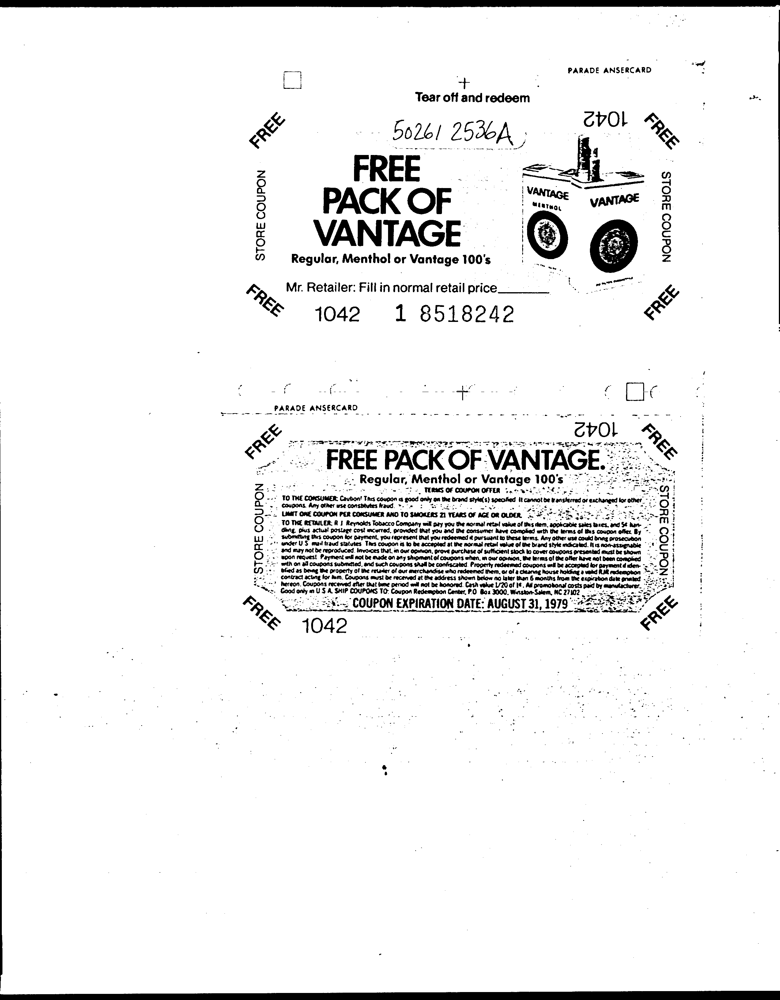 PARADE ANSERCARD
Tear off and redeem
1042
FREE
FREE
50261 2536A
FREE
PACK OF
VANTAGE
Regular, Menthol or Vantage 100's
STORE COUPON
STORE COUPON
VANTAGE
MENTHOL
VANTAGE
Mr. Retailer: Fill in normal retail price
FREE
FREE
1042 1 8518242
PARADE ANSERCARD
1042
FREE
FREE
FREE PACK OF VANTAGE.
Regular, Menthol or Vantage 100's
TERMS OF COUPON OFFER
STORE COUPON
STORE COUPON
TO THE CONSUMER: Caution! This coupon is good only on the brand style(s) specified. It cannot be transferred or exchanged for other
coupons. Any other use constitutes fraud.
LIMIT ONE COUPON PER CONSUMER AND TO SMOKERS 21 YEARS OF AGE OR OLDER.
TO THE RETAILER: R. J. Reynolds Tobacco Company will pay you the normal retail value of this item, applicable sales taxes, and 5¢ han-
dling, plus actual postage cost incurred, provided that you and the consumer have complied with the terms of this coupon offer. By
submitting this coupon for payment, you represent that you redeemed it pursuant to these terms. Any other use could bring prosecution
under U.S. mail fraud statutes. This coupon is to be accepted at the normal retail value of the brand style indicated. It is non-assignable
and may not be reproduced. Invoices that, in our opinion, prove purchase of sufficient stock to cover coupons presented must be shown
upon request. Payment will not be made on any shipment of coupons when, in our opinion, the terms of the offer have not been complied
with on all coupons submitted, and such coupons shall be confiscated. Properly redeemed coupons will be accepted for payment if iden-
tified as being the property of the retailer of our merchandise who redeemed them, or of a clearing house holding a valid RJR redemption
contract acting for him. Coupons must be received at the address shown below no later than 6 months from the expiration date printed
hereon. Coupons received after that time period will not be honored. Cash value 1/20 of 1¢. All promotional costs paid by manufacturer.
Good only in U.S.A. SHIP COUPONS TO: Coupon Redemption Center, P.O. Box 3000, Winston-Salem, NC 27102
COUPON EXPIRATION DATE: AUGUST 31, 1979
FREE
FREE
1042